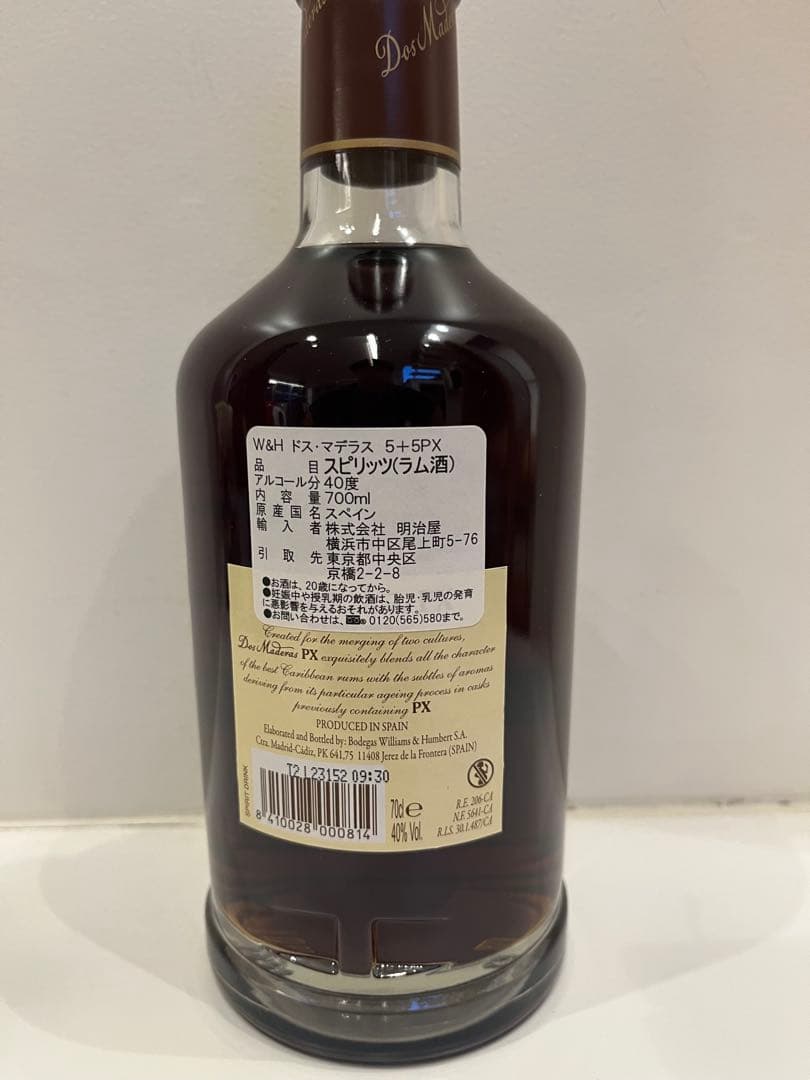 Dos Mad
W&H ドス・マデラス 5+5PX
品目 スピリッツ(ラム酒)
アルコール分 40度
内容量 700ml
原産国名 スペイン
輸入者 株式会社 明治屋
横浜市中区尾上町5-76
引取先 東京都中央区
京橋2-2-8
●お酒は、20歳になってから。
●妊娠中や授乳期の飲酒は、胎児・乳児の発育
に悪影響を与えるおそれがあります。
●お問い合わせは、0120(565)580まで。
Created for the merging of two cultures,
Dos Maderas PX exquisitely blends all the character
of the best Caribbean rums with the subtles of aromas
deriving from its particular ageing process in casks
previously containing PX
PRODUCED IN SPAIN
Elaborated and Bottled by: Bodegas Williams & Humbert S.A.
Ctra. Madrid-Cádiz, PK 641,75 11408 Jerez de la Frontera (SPAIN)
T2 L23152 09:30
SPIRIT DRINK
8 410028 000814
70cl e
40% Vol.
R.E. 206-CA
N.F. 5641-CA
R.I.S. 30.1.487/CA